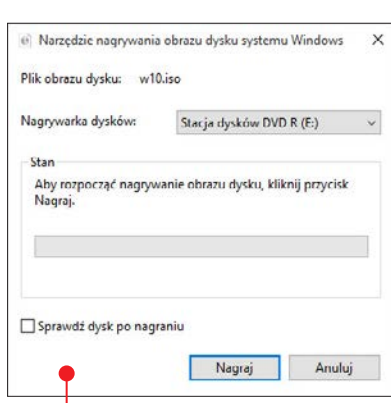 Narzędzie nagrywania obrazu dysku systemu Windows
Plik obrazu dysku: w10.iso
Nagrywarka dysków: Stacja dysków DVD R (E:)
Stan
Aby rozpocząć nagrywanie obrazu dysku, kliknij przycisk
Nagraj.
Sprawdź dysk po nagraniu
Nagraj Anuluj